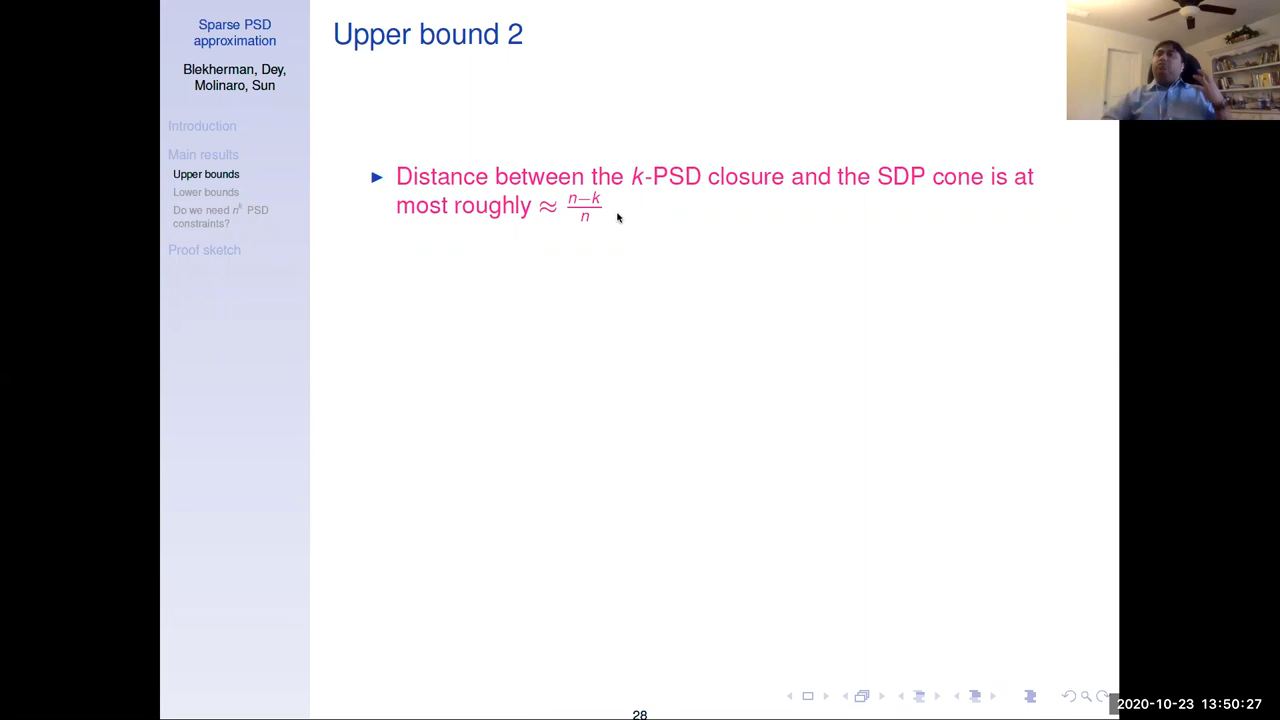 Sparse PSD
approximation
Blekherman, Dey,
Molinaro, Sun
Introduction
Main results
Upper bounds
Lower bounds
Do we need n^k PSD
constraints?
Proof sketch
Upper bound 2
► Distance between the k-PSD closure and the SDP cone is at
most roughly ≈ \frac{n−k}{n}
28
2020-10-23 13:50:27